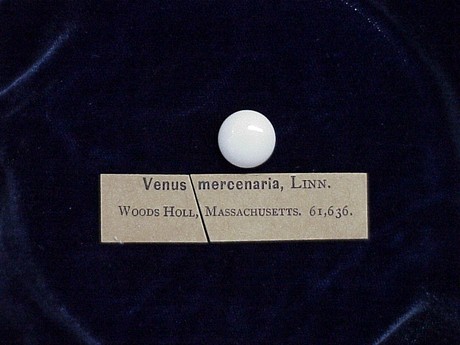 Venus mercenaria, LINN.
WOODS HOLL, MASSACHUSETTS. 61,636.